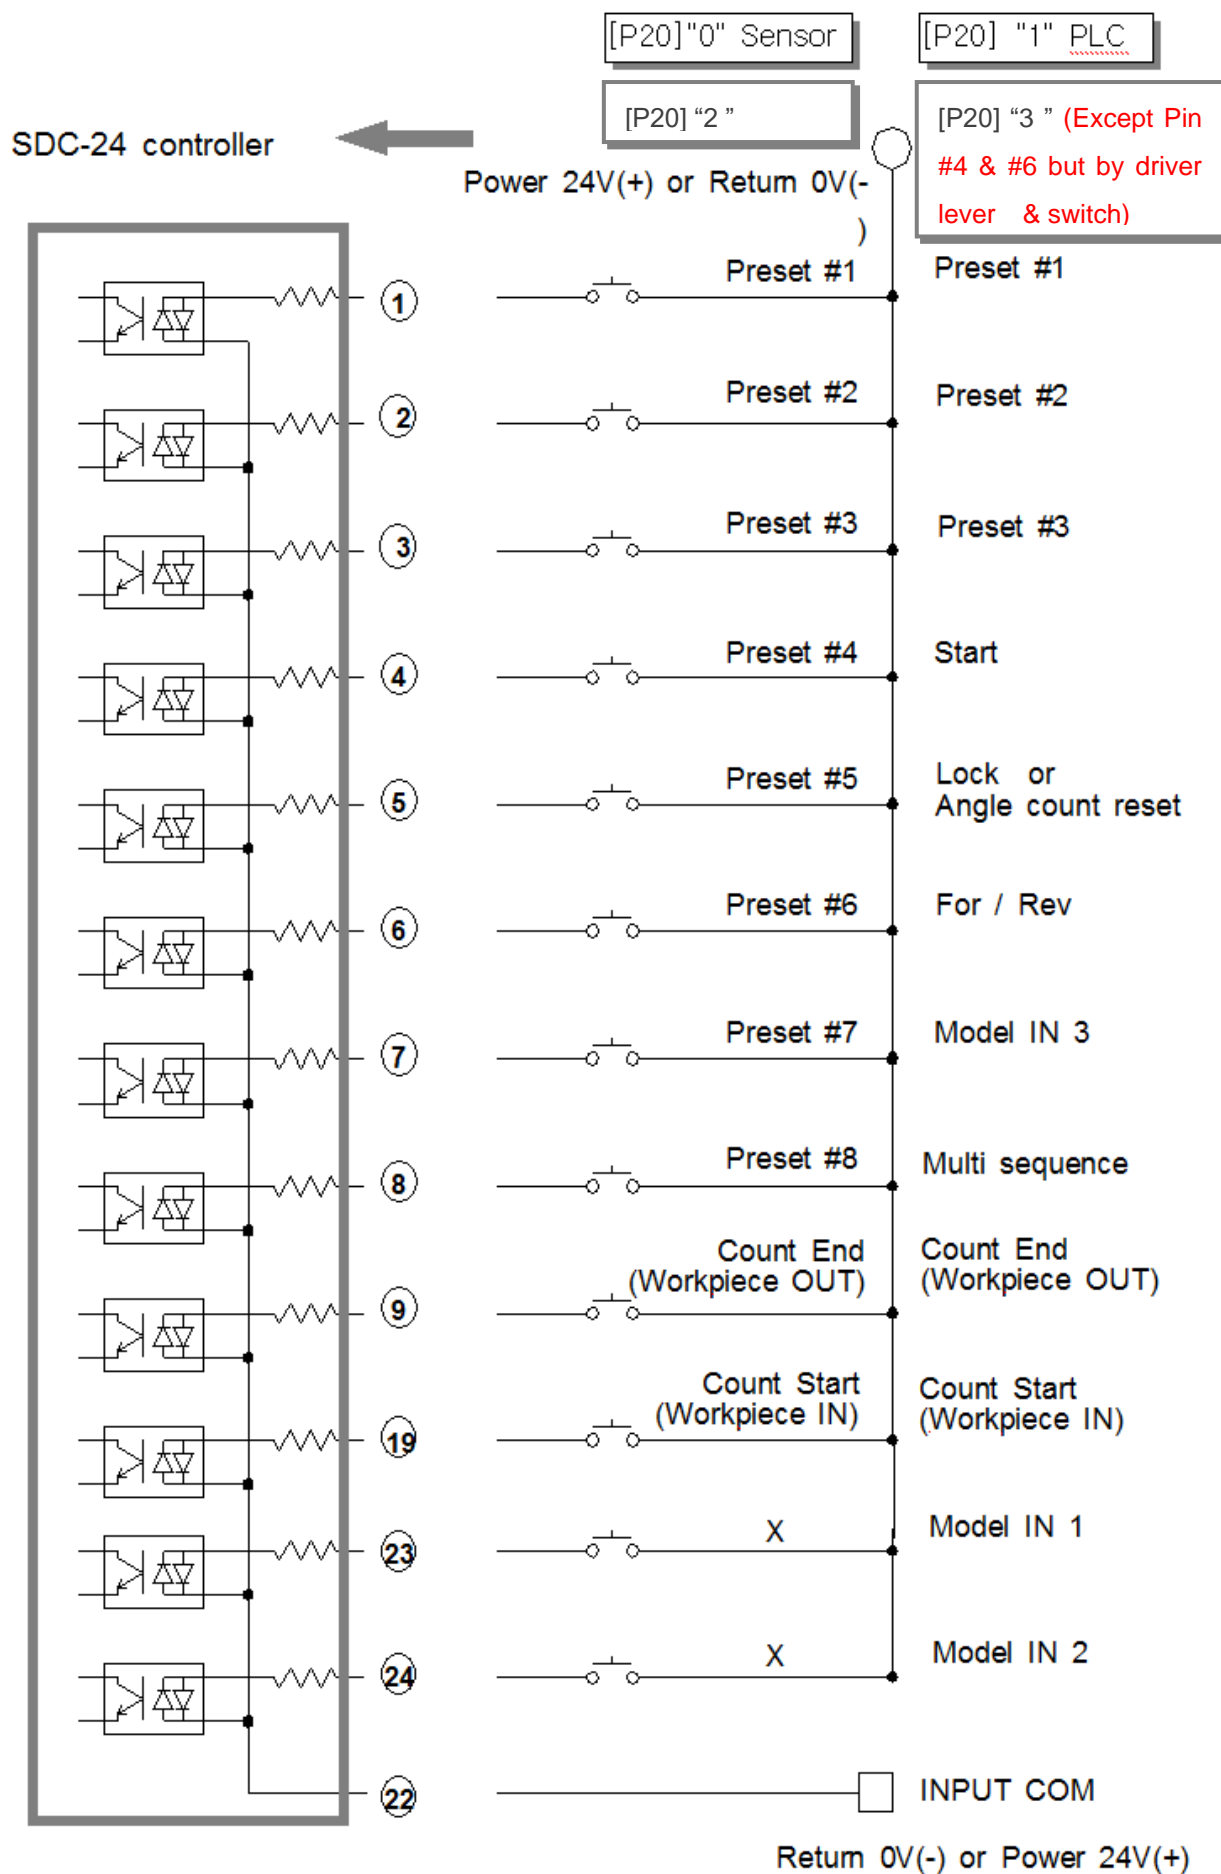 [P20]"0" Sensor
[P20] "1" PLC
[P20] “2 ”
[P20] “3 ” (Except Pin
#4 & #6 but by driver
lever & switch)
SDC-24 controller
Power 24V(+) or Return 0V(-
)
1 Preset #1 Preset #1
2 Preset #2 Preset #2
3 Preset #3 Preset #3
4 Preset #4 Start
5 Preset #5 Lock or
Angle count reset
6 Preset #6 For / Rev
7 Preset #7 Model IN 3
8 Preset #8 Multi sequence
Count End
(Workpiece OUT)
Count End
(Workpiece OUT)
9
Count Start
(Workpiece IN)
Count Start
(Workpiece IN)
19
23 X Model IN 1
24 X Model IN 2
22 INPUT COM
Return 0V(-) or Power 24V(+)